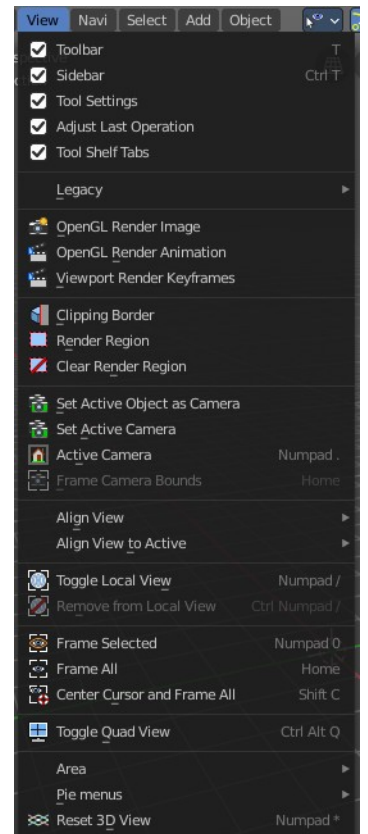 View Navi Select Add Object
Toolbar T
Sidebar Ctrl T
Tool Settings
Adjust Last Operation
Tool Shelf Tabs
Legacy
OpenGL Render Image
OpenGL Render Animation
Viewport Render Keyframes
Clipping Border
Render Region
Clear Render Region
Set Active Object as Camera
Set Active Camera
Active Camera Numpad .
Frame Camera Bounds Home
Align View
Align View to Active
Toggle Local View Numpad /
Remove from Local View Ctrl Numpad /
Frame Selected Numpad 0
Frame All Home
Center Cursor and Frame All Shift C
Toggle Quad View Ctrl Alt Q
Area
Pie menus
Reset 3D View Numpad *